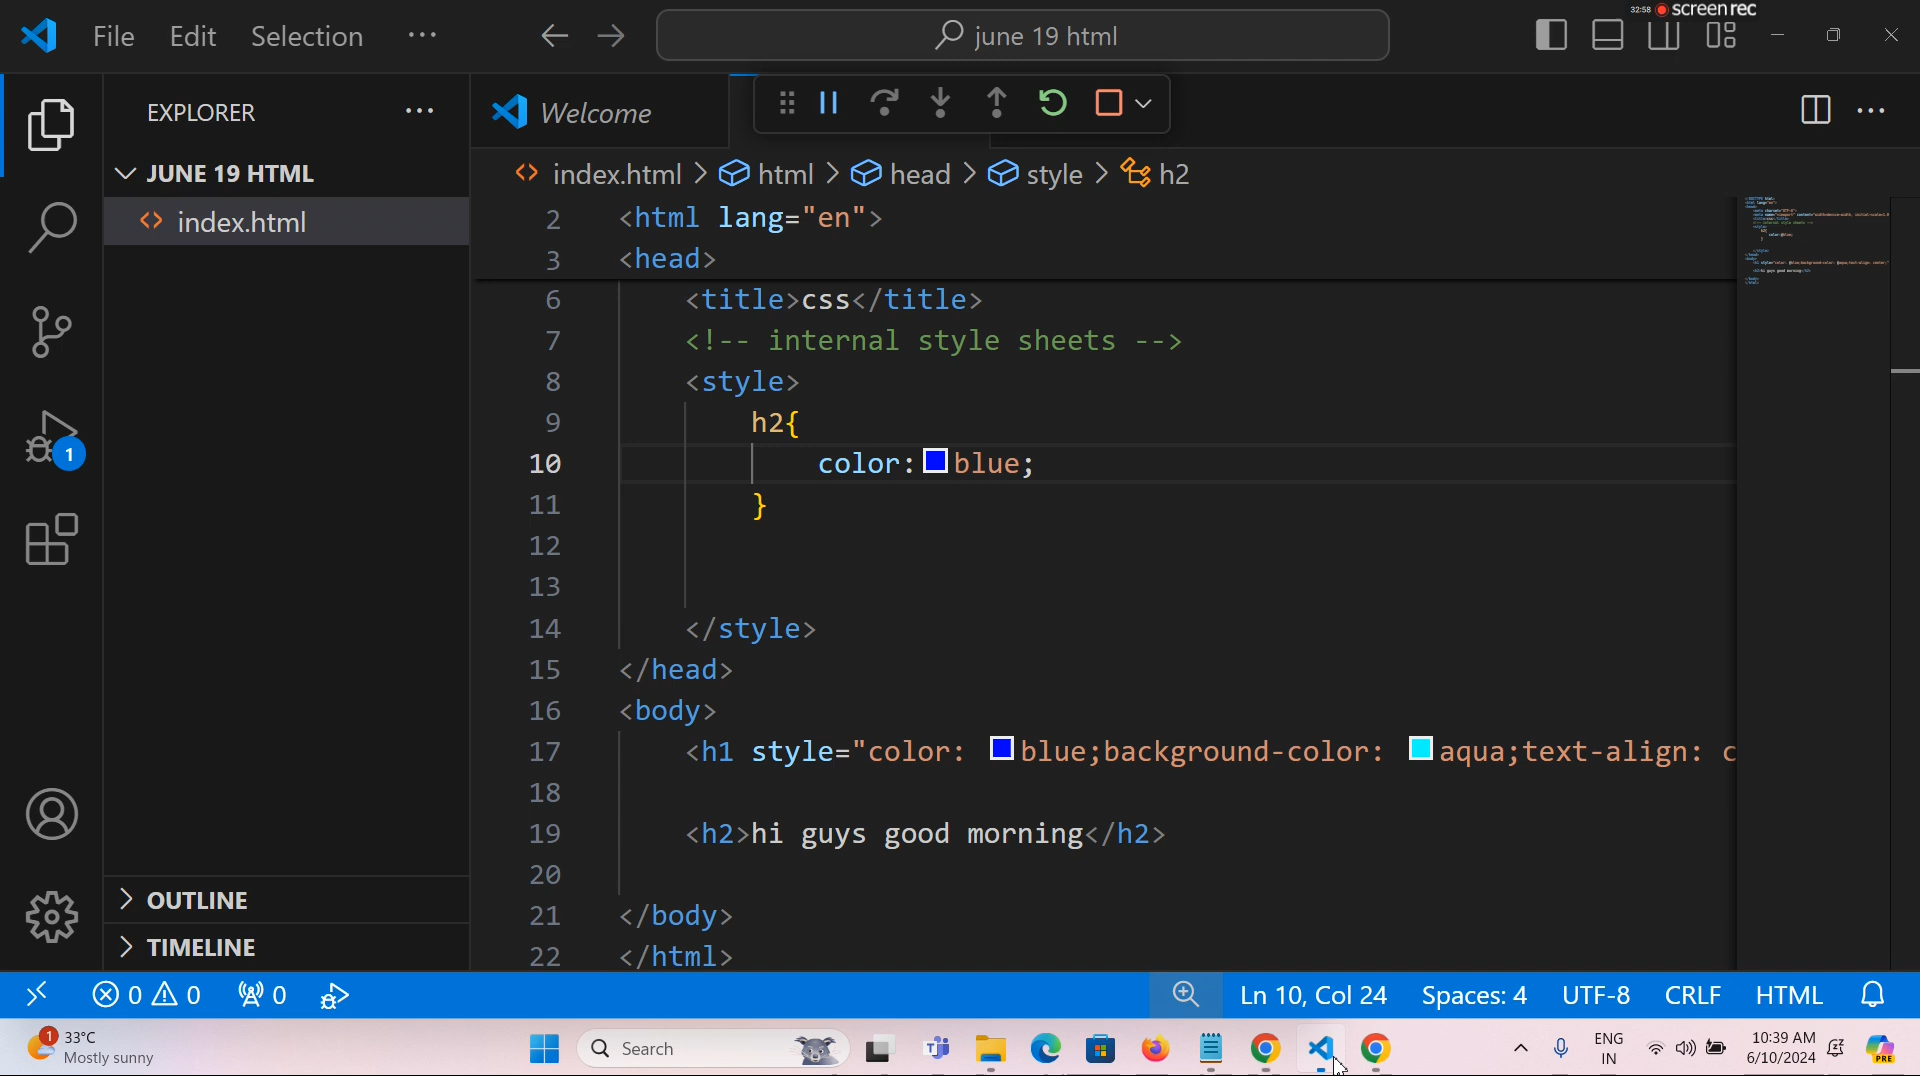 32:58 screenrec
File Edit Selection ··· june 19 html
EXPLORER ···
Welcome
JUNE 19 HTML
index.html
index.html > html > head > style > h2
2 <html lang="en">
3 <head>
6 <title>css</title>
7 <!-- internal style sheets -->
8 <style>
9 h2{
10 color: blue;
11 }
12
13
14 </style>
15 </head>
16 <body>
17 <h1 style="color: blue;background-color: aqua;text-align: c
18
19 <h2>hi guys good morning</h2>
20
21 </body>
22 </html>
1
OUTLINE
TIMELINE
0 0 0 Ln 10, Col 24 Spaces: 4 UTF-8 CRLF HTML
1 33°C
Mostly sunny
Search
ENG
IN
10:39 AM
6/10/2024
PRE